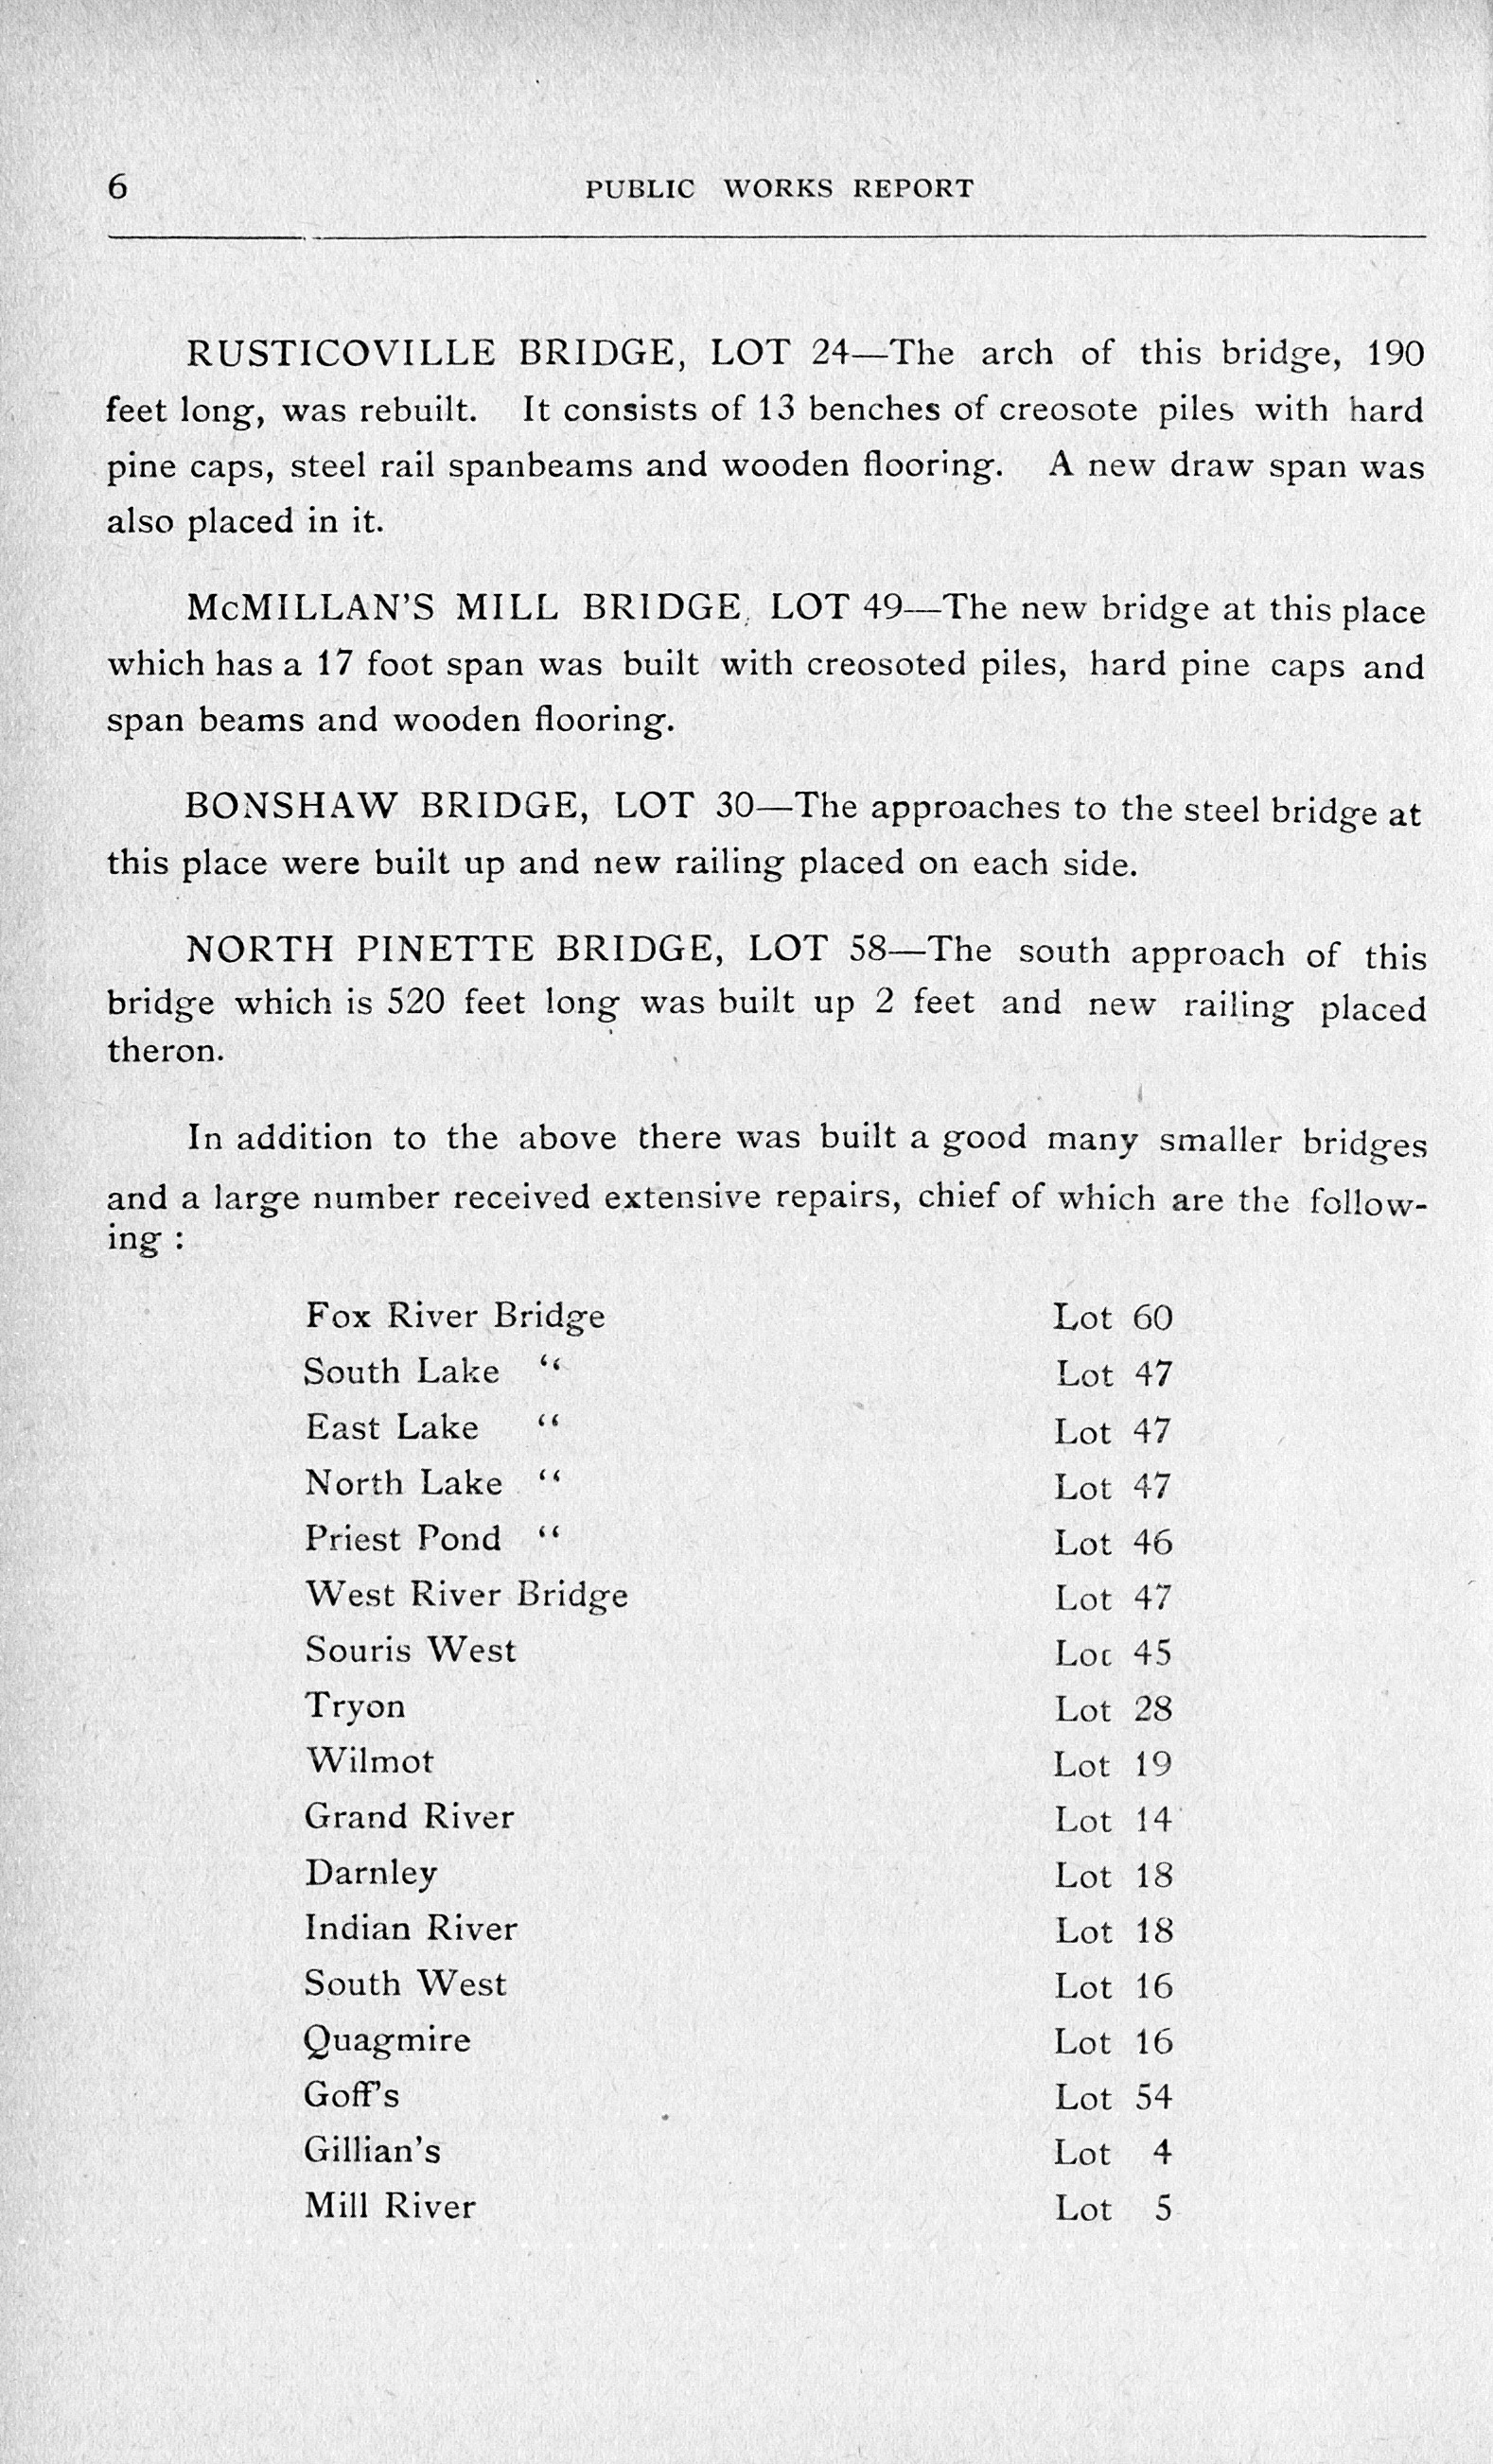 6 PUBLIC WORKS REPORT
RUSTICOVILLE BRIDGE, LOT 24—The arch of this bridge, 190
feet long, was rebuilt. It consists of 13 benches of creosote piles with hard
pine caps, steel rail spanbeams and wooden flooring. A new draw span was
also placed in it.
McMILLAN'S MILL BRIDGE, LOT 49—The new bridge at this place
which has a 17 foot span was built with creosoted piles, hard pine caps and
span beams and wooden flooring.
BONSHAW BRIDGE, LOT 30—The approaches to the steel bridge at
this place were built up and new railing placed on each side.
NORTH PINETTE BRIDGE, LOT 58—The south approach of this
bridge which is 520 feet long was built up 2 feet and new railing placed
theron.
In addition to the above there was built a good many smaller bridges
and a large number received extensive repairs, chief of which are the follow-
ing :
Fox River Bridge Lot 60
South Lake “ Lot 47
East Lake “ Lot 47
North Lake “ Lot 47
Priest Pond “ Lot 46
West River Bridge Lot 47
Souris West Lot 45
Tryon Lot 28
Wilmot Lot 19
Grand River Lot 14
Darnley Lot 18
Indian River Lot 18
South West Lot 16
Quagmire Lot 16
Goff's Lot 54
Gillian's Lot 4
Mill River Lot 5